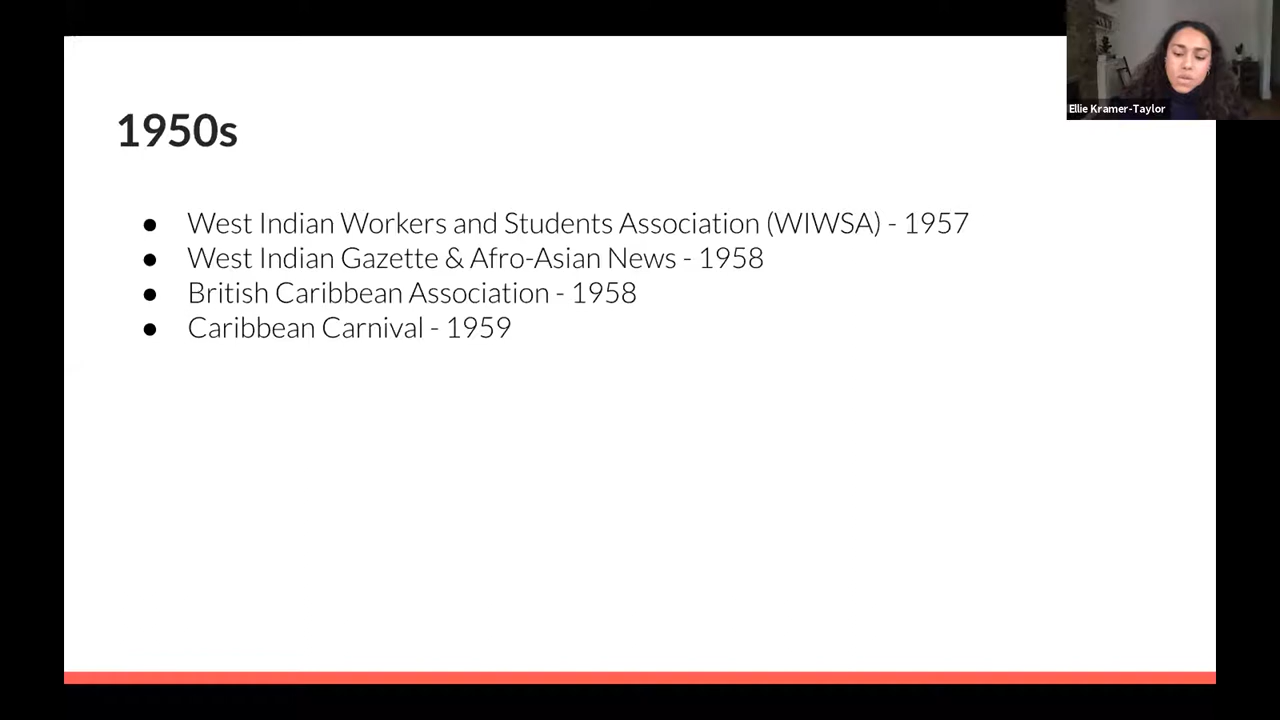 1950s
West Indian Workers and Students Association (WIWSA) - 1957
West Indian Gazette & Afro-Asian News - 1958
British Caribbean Association - 1958
Caribbean Carnival - 1959
Ellie Kramer-Taylor